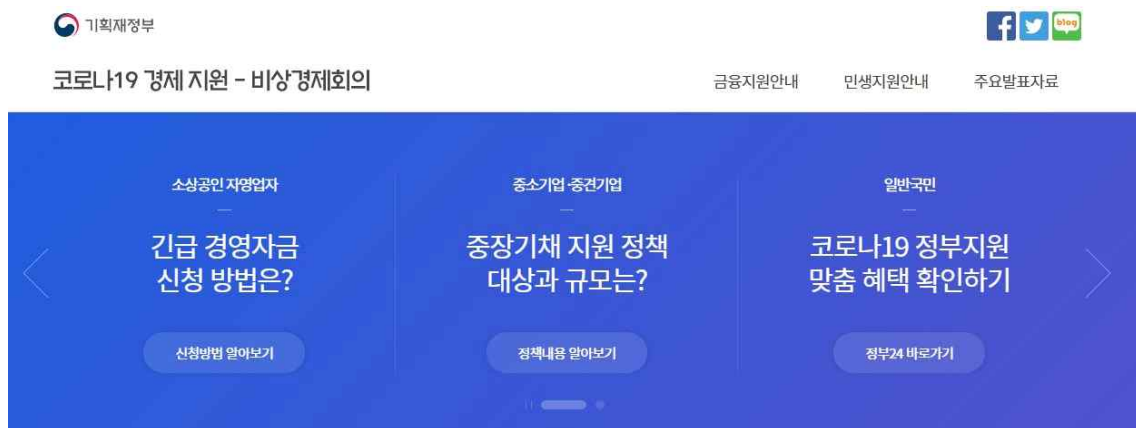 기획재정부
blog
코로나19 경제 지원 - 비상경제회의
금융지원안내 민생지원안내 주요발표자료
소상공인 자영업자
긴급 경영자금
신청 방법은?
신청방법 알아보기
중소기업·중견기업
중장기채 지원 정책
대상과 규모는?
정책내용 알아보기
일반국민
코로나19 정부지원
맞춤 혜택 확인하기
정부24 바로가기